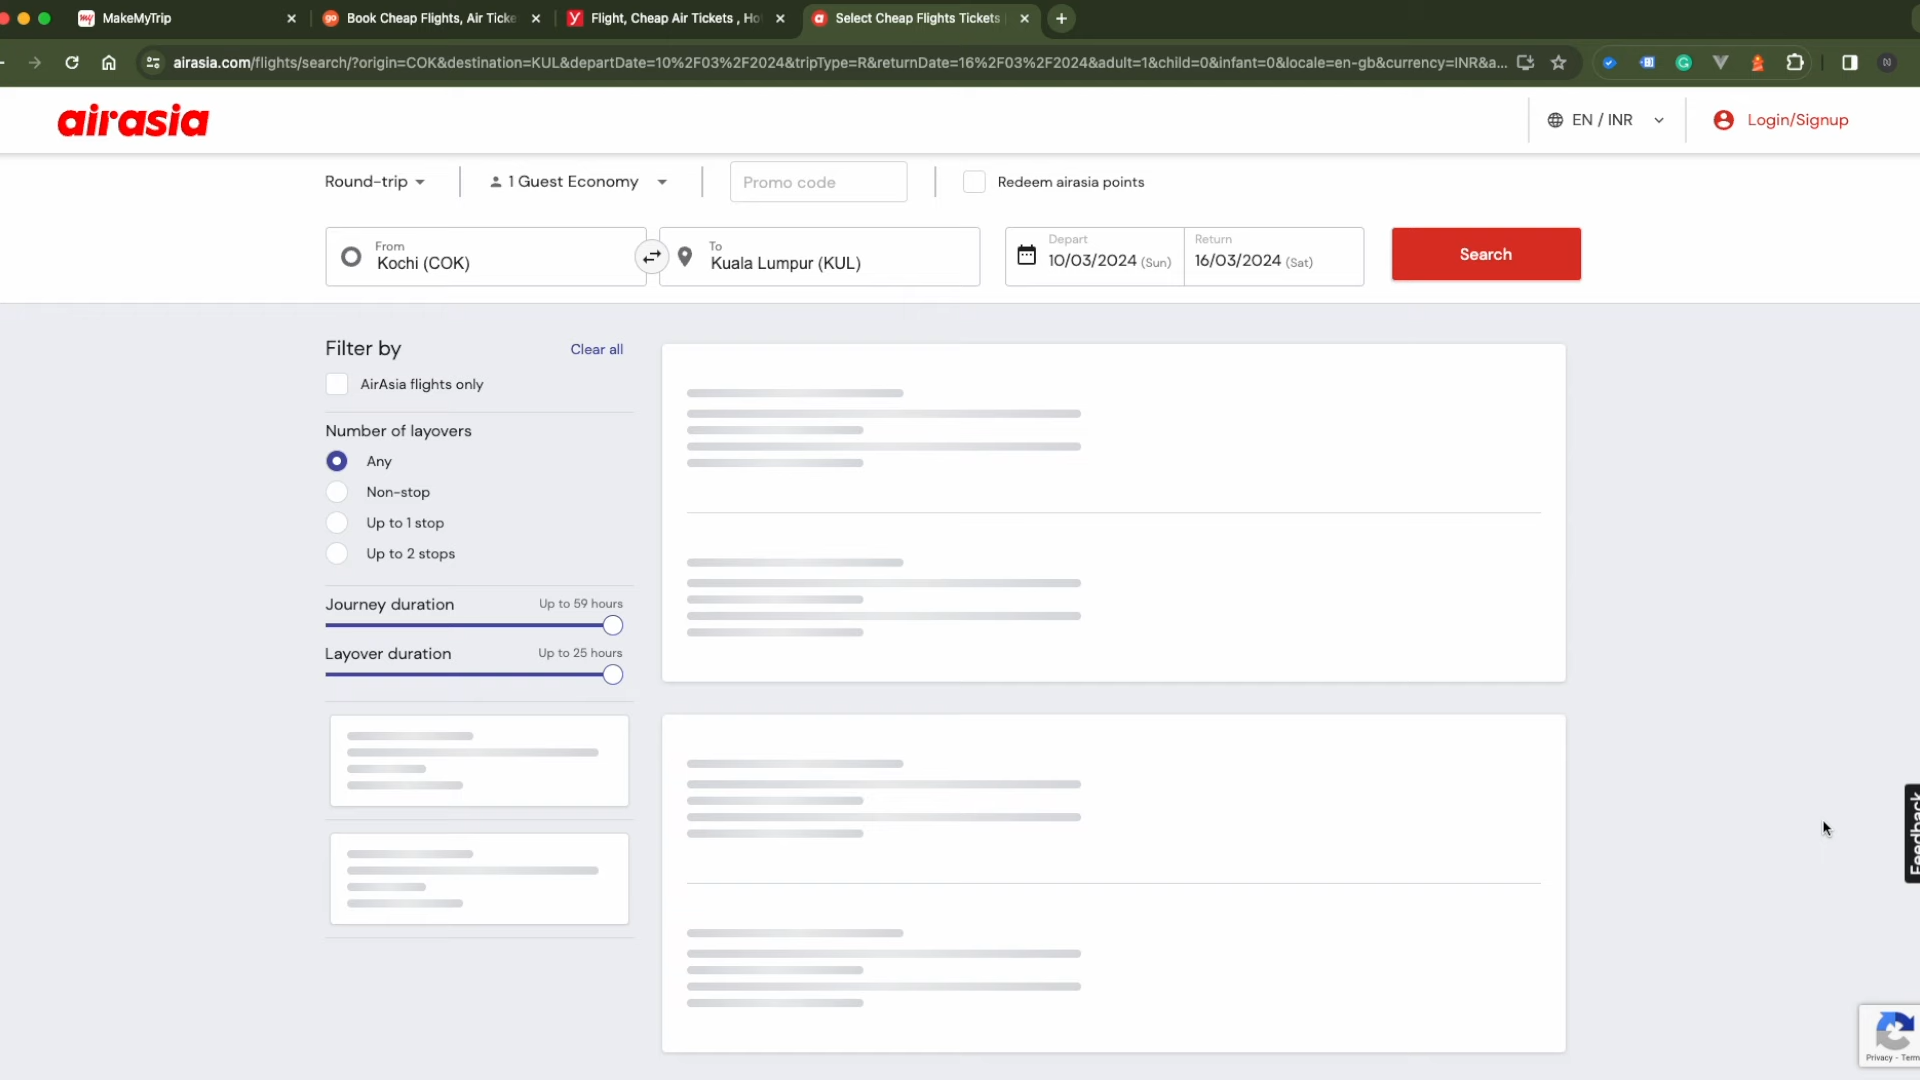 MakeMyTrip
Book Cheap Flights, Air Ticke
Flight, Cheap Air Tickets , Ho
Select Cheap Flights Tickets
airasia.com/flights/search/?origin=COK&destination=KUL&departDate=10%2F03%2F2024&tripType=R&returnDate=16%2F03%2F2024&adult=1&child=0&infant=0&locale=en-gb&currency=INR&a...
airasia
EN / INR
Login/Signup
Round-trip
1 Guest Economy
Promo code
Redeem airasia points
From
Kochi (COK)
To
Kuala Lumpur (KUL)
Depart
10/03/2024 (Sun)
Return
16/03/2024 (Sat)
Search
Filter by
Clear all
AirAsia flights only
Number of layovers
Any
Non-stop
Up to 1 stop
Up to 2 stops
Journey duration
Up to 59 hours
Layover duration
Up to 25 hours
Feedback
Privacy - Term